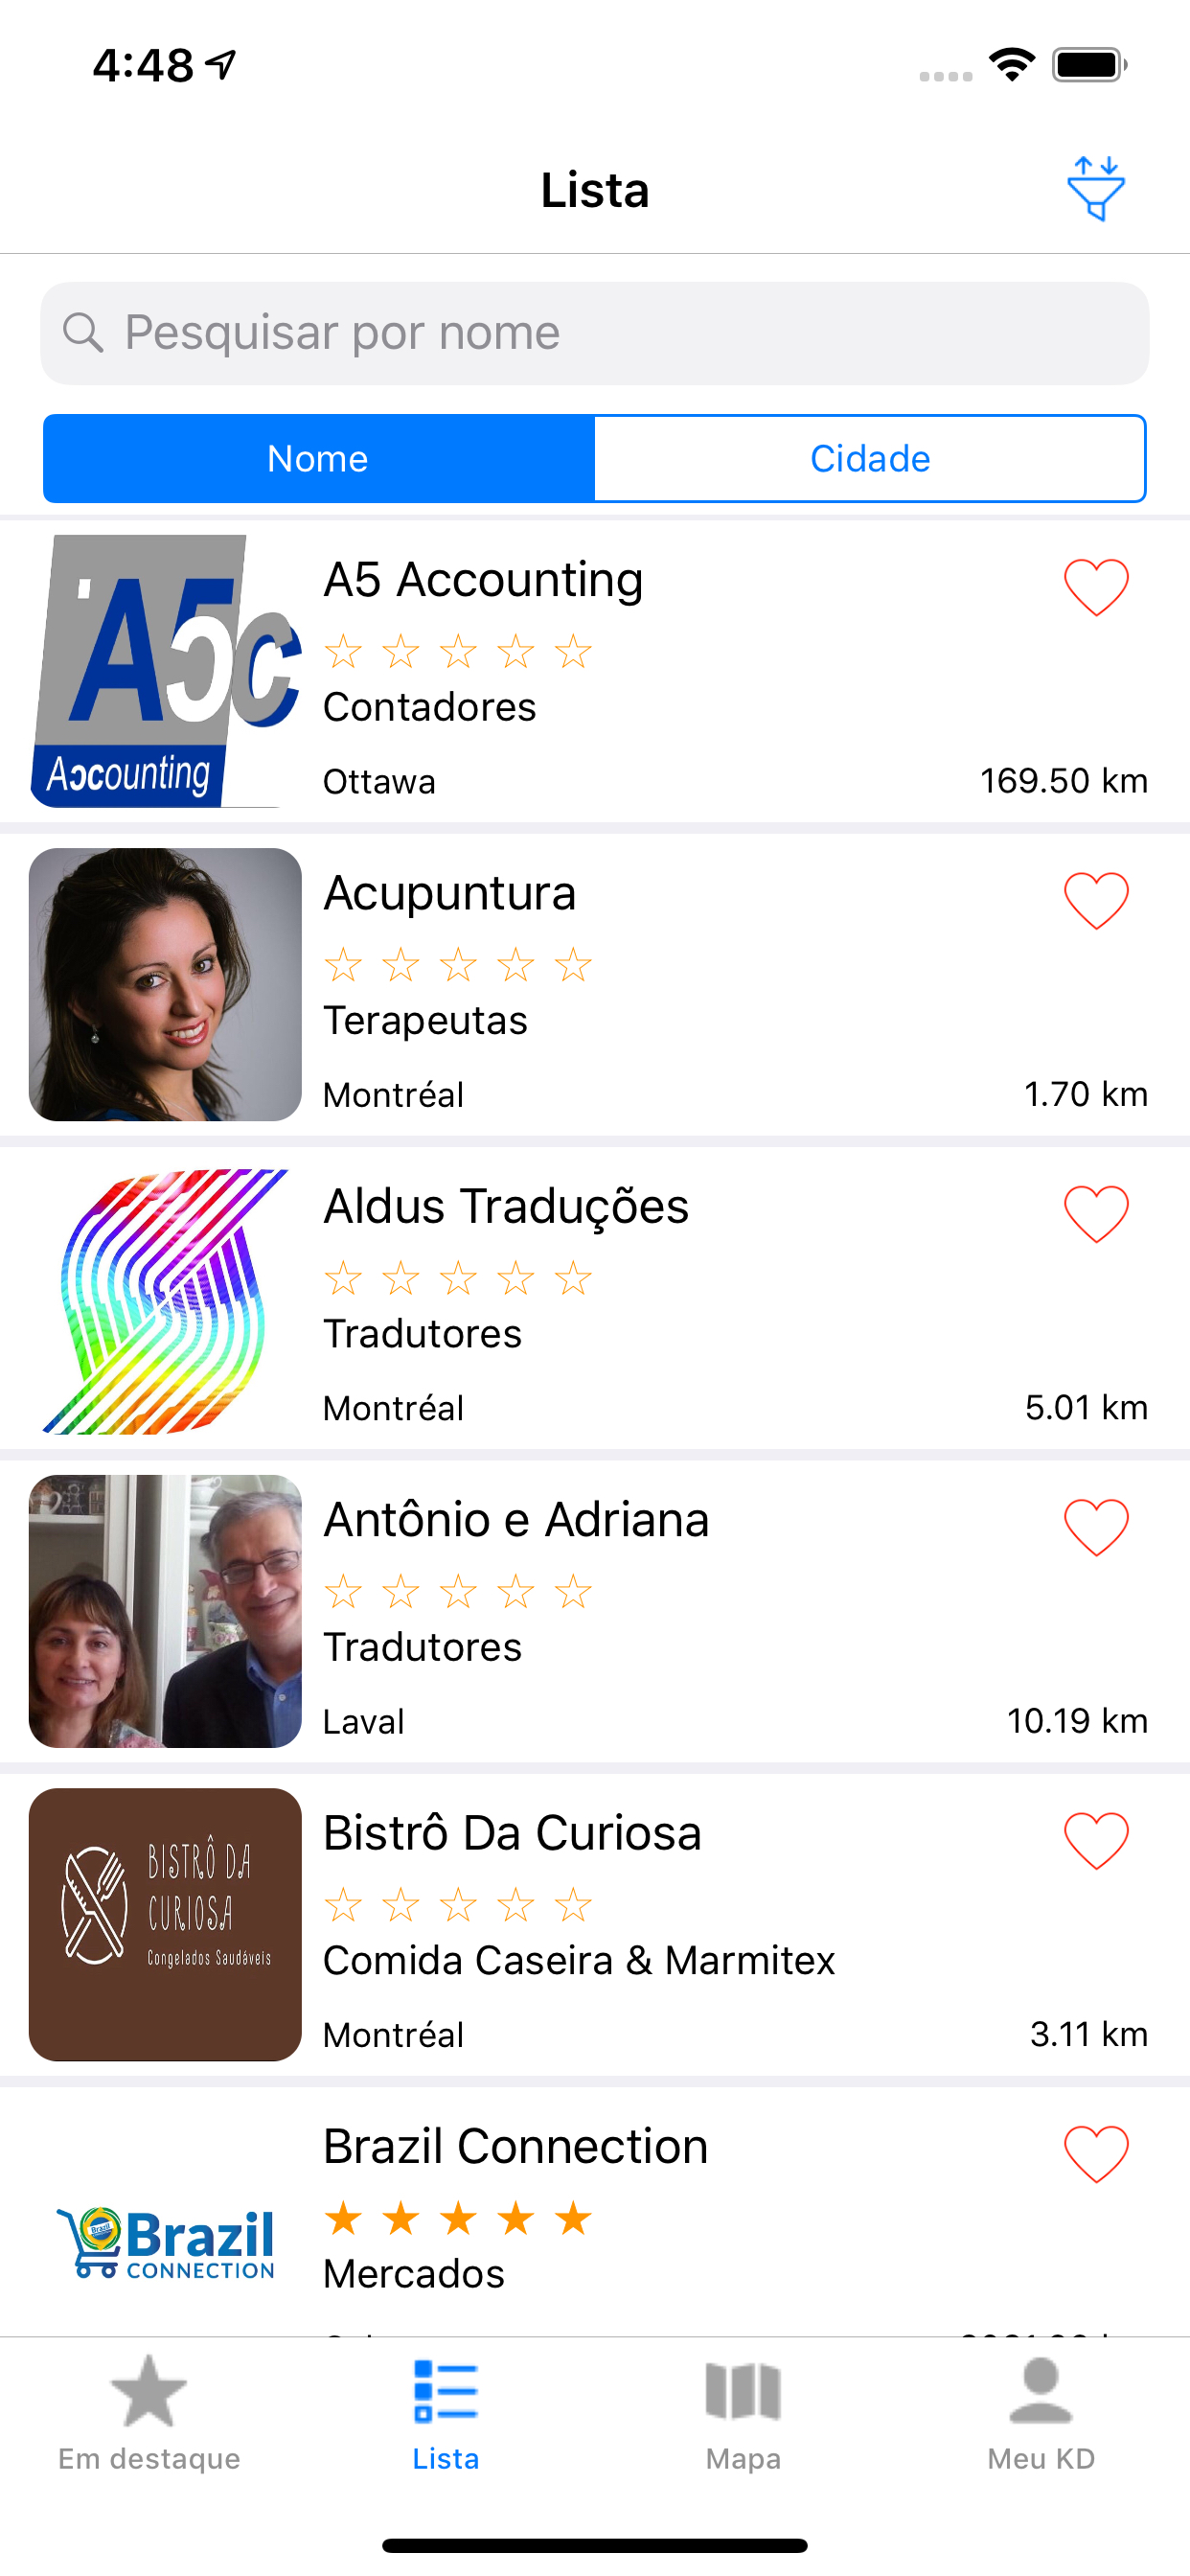 4:48
Lista
Pesquisar por nome
Nome
Cidade
A5c
Accounting
A5 Accounting
Contadores
Ottawa
169.50 km
Acupuntura
Terapeutas
Montréal
1.70 km
Aldus Traduções
Tradutores
Montréal
5.01 km
Antônio e Adriana
Tradutores
Laval
10.19 km
BISTRÔ DA
CURIOSA
Congelados Saudáveis
Bistrô Da Curiosa
Comida Caseira & Marmitex
Montréal
3.11 km
Brazil
Brazil
CONNECTION
Brazil Connection
Mercados
Em destaque
Lista
Mapa
Meu KD